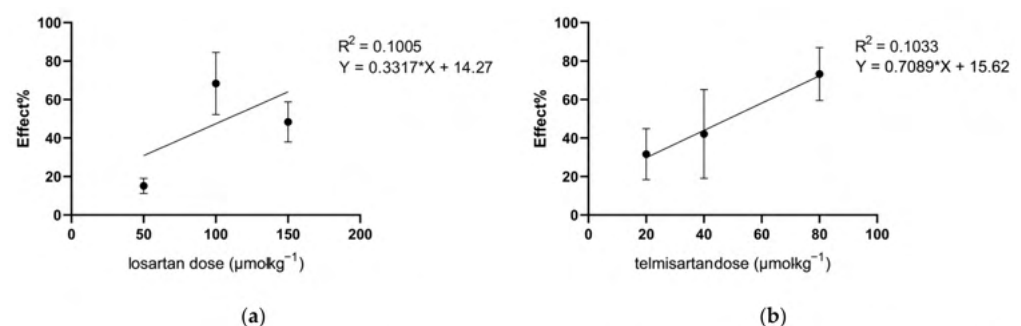 100
80
60
40
20
0
Effect%
0 50 100 150 200
losartan dose (µmolkg⁻¹)
R² = 0.1005
Y = 0.3317*X + 14.27
(a)
100
80
60
40
20
0
Effect%
0 20 40 60 80 100
telmisartandose (µmolkg⁻¹)
R² = 0.1033
Y = 0.7089*X + 15.62
(b)